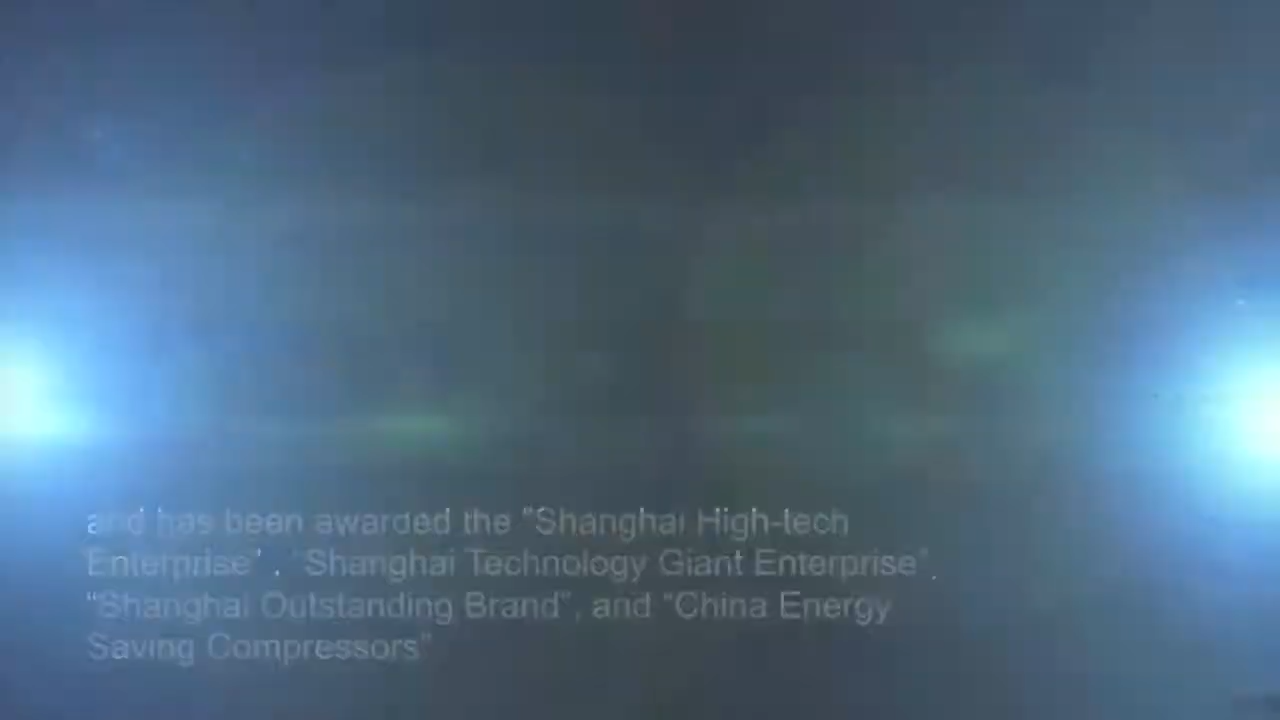 and has been awarded the "Shanghai High-tech
Enterprise", "Shanghai Technology Giant Enterprise",
"Shanghai Outstanding Brand", and "China Energy
Saving Compressors"